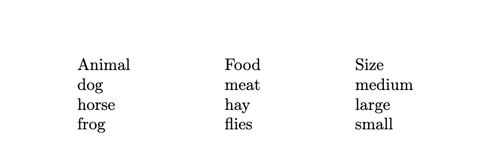 Animal Food Size
dog meat medium
horse hay large
frog flies small